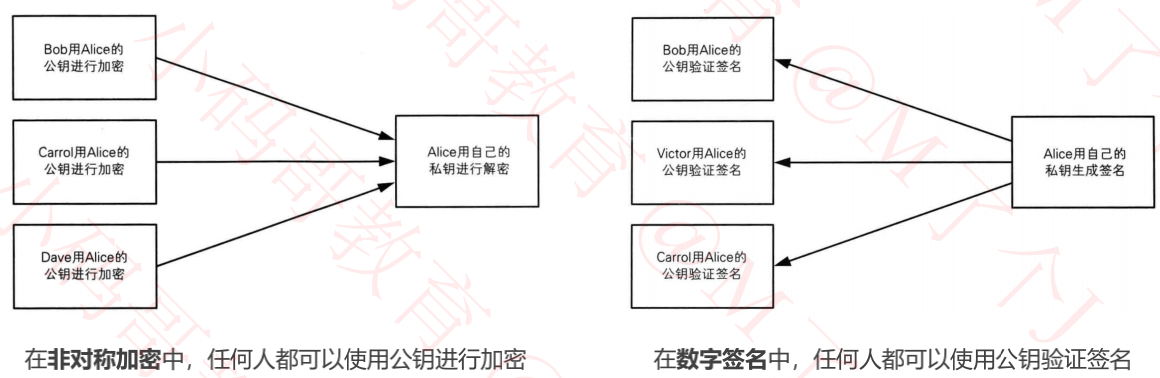 Bob用Alice的
公钥进行加密
Carrol用Alice的
公钥进行加密
Dave用Alice的
公钥进行加密
Alice用自己的
私钥进行解密
在非对称加密中，任何人都可以使用公钥进行加密
Bob用Alice的
公钥验证签名
Victor用Alice的
公钥验证签名
Carrol用Alice的
公钥验证签名
Alice用自己的
私钥生成签名
在数字签名中，任何人都可以使用公钥验证签名
小码哥教育
@M了个J